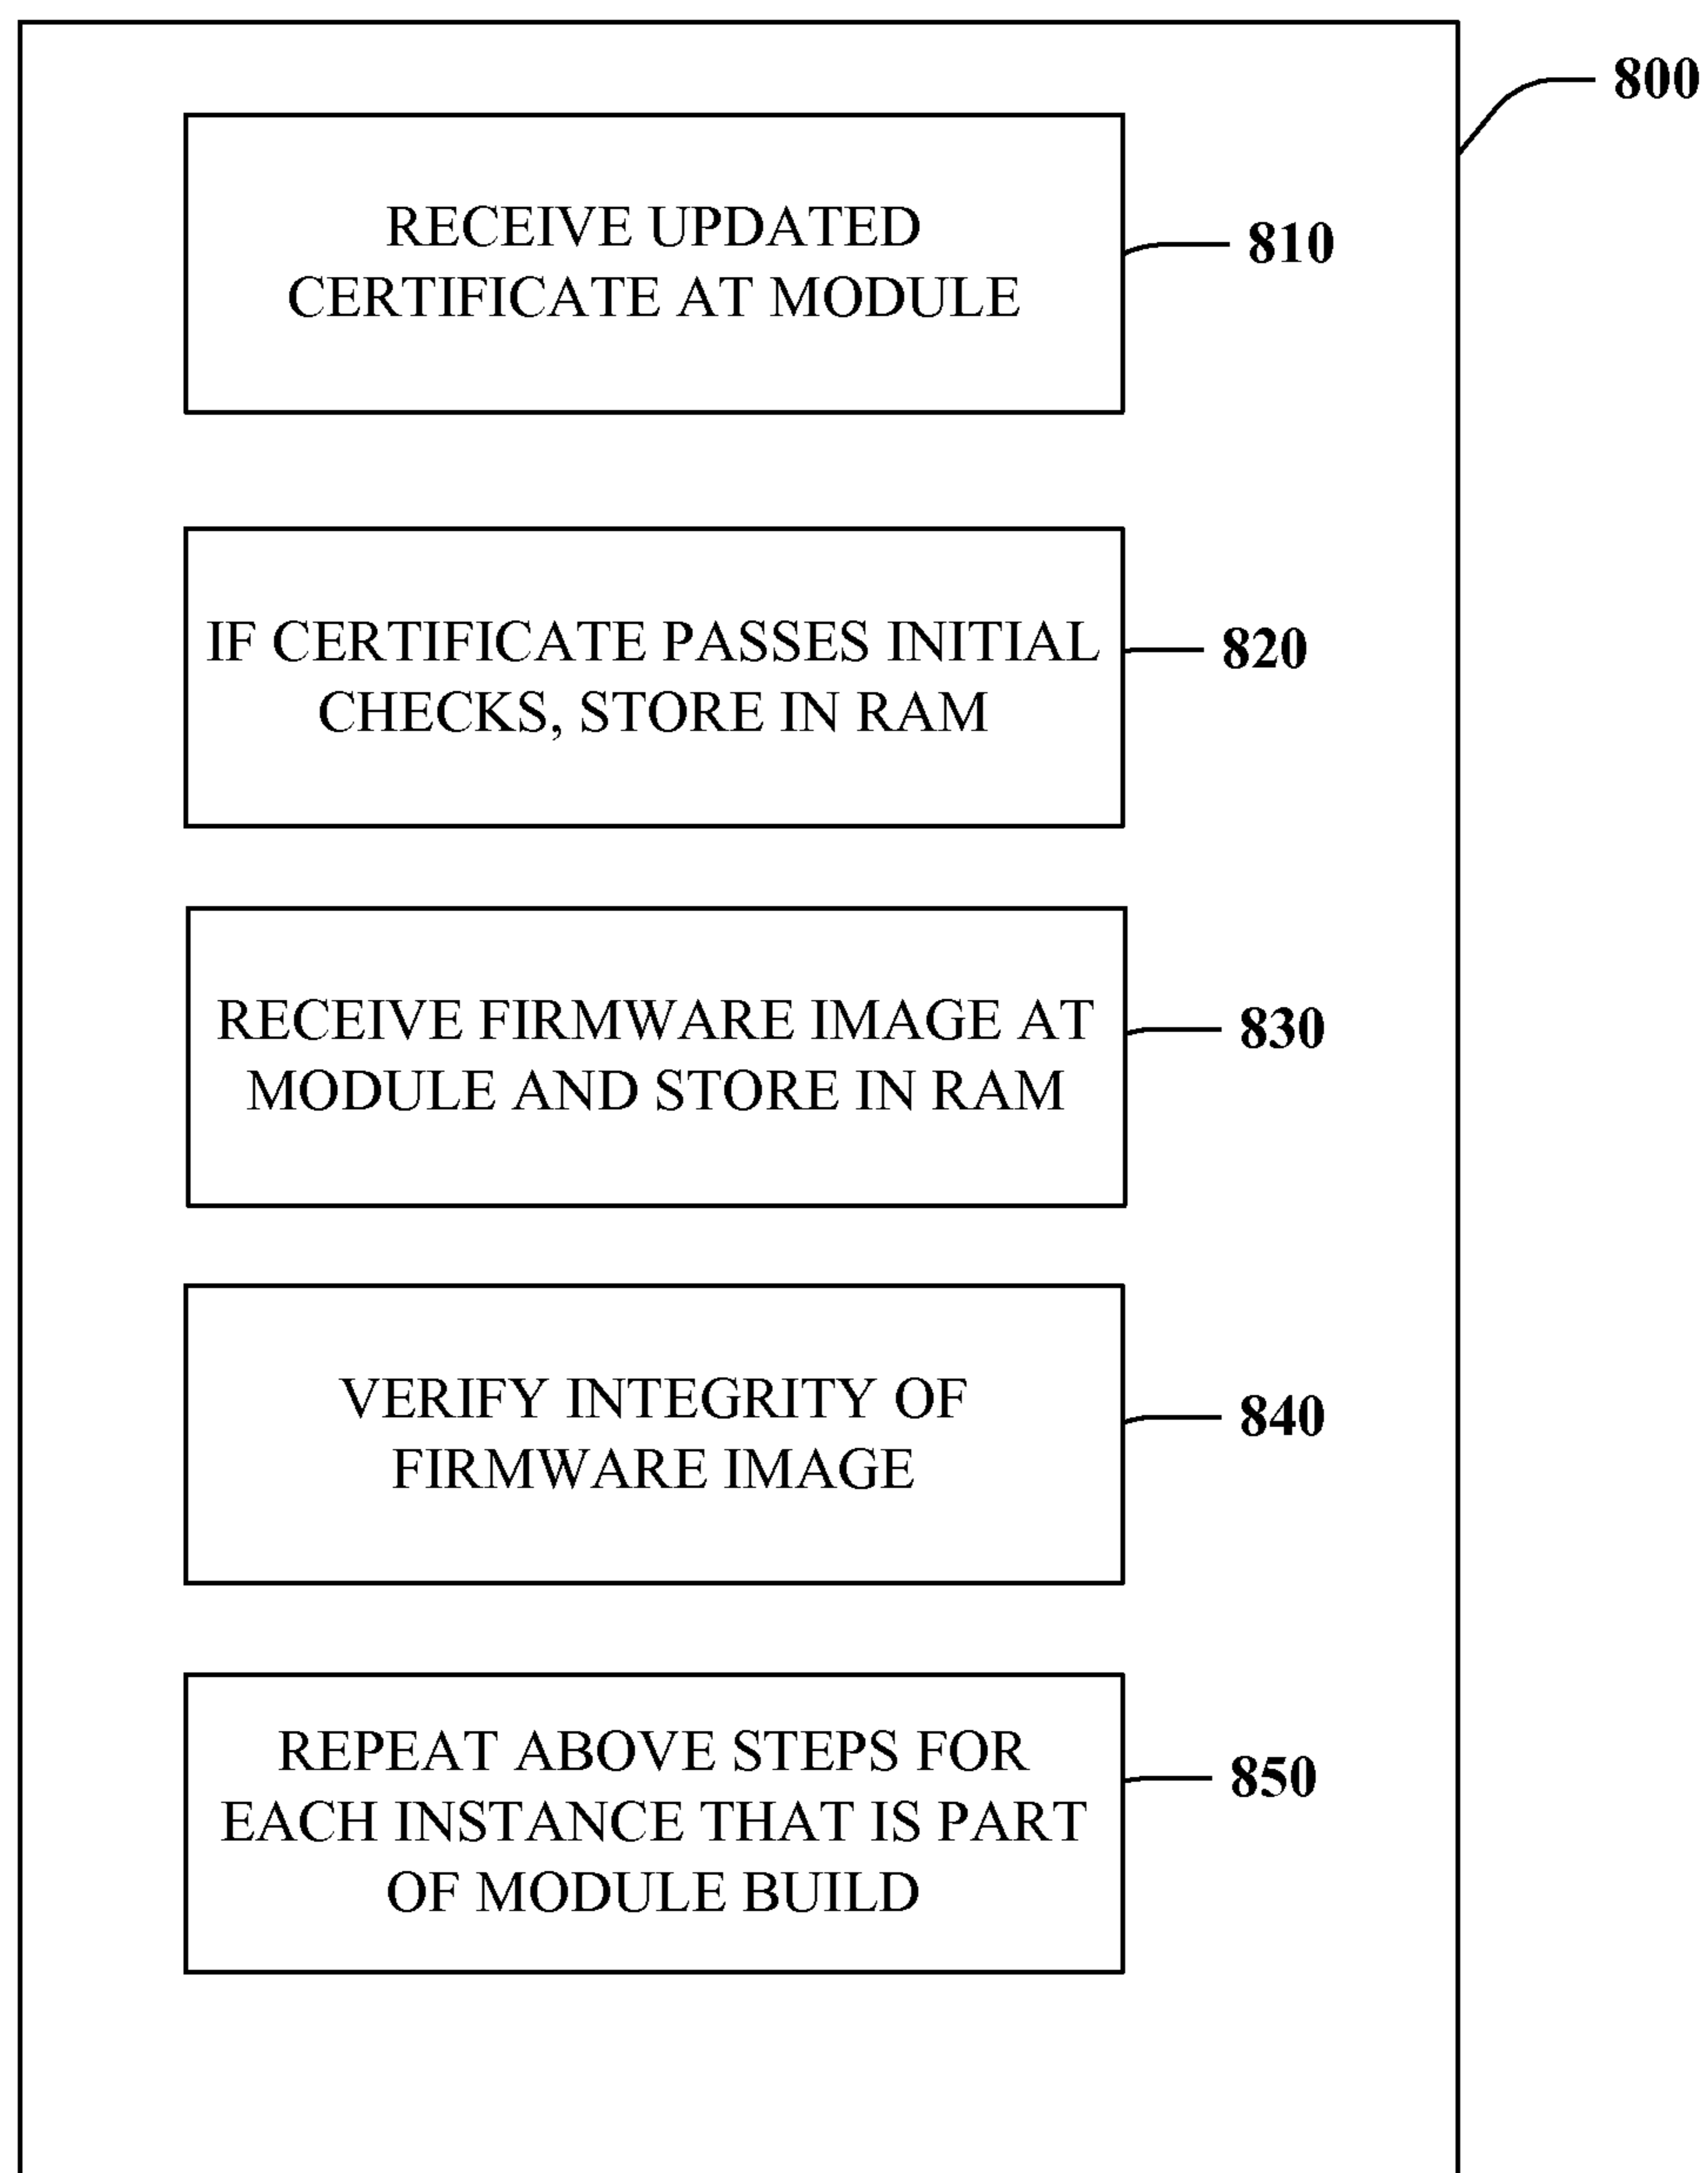 800
RECEIVE UPDATED
CERTIFICATE AT MODULE
810
IF CERTIFICATE PASSES INITIAL
CHECKS, STORE IN RAM
820
RECEIVE FIRMWARE IMAGE AT
MODULE AND STORE IN RAM
830
VERIFY INTEGRITY OF
FIRMWARE IMAGE
840
REPEAT ABOVE STEPS FOR
EACH INSTANCE THAT IS PART
OF MODULE BUILD
850